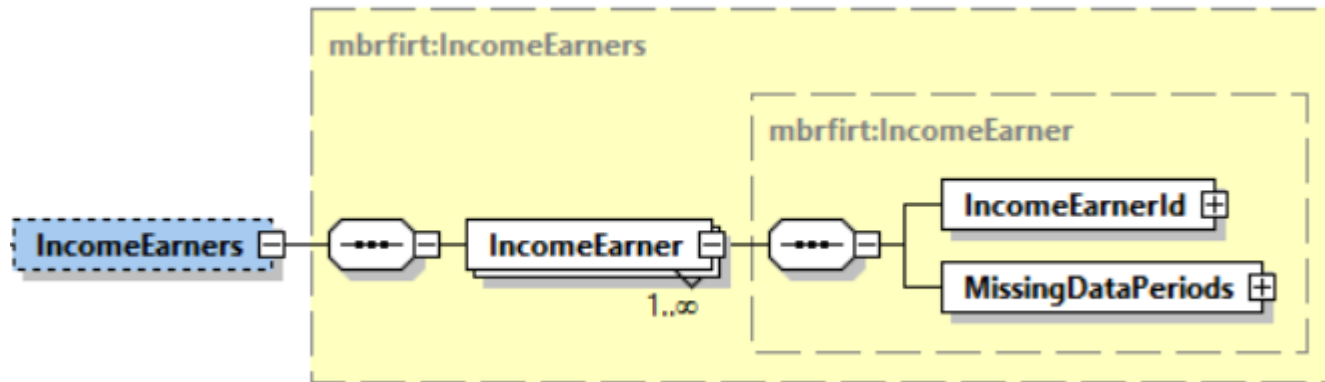 mbrfirt:IncomeEarners
mbrfirt:IncomeEarner
IncomeEarnerId
IncomeEarners
IncomeEarner
MissingDataPeriods
1..∞